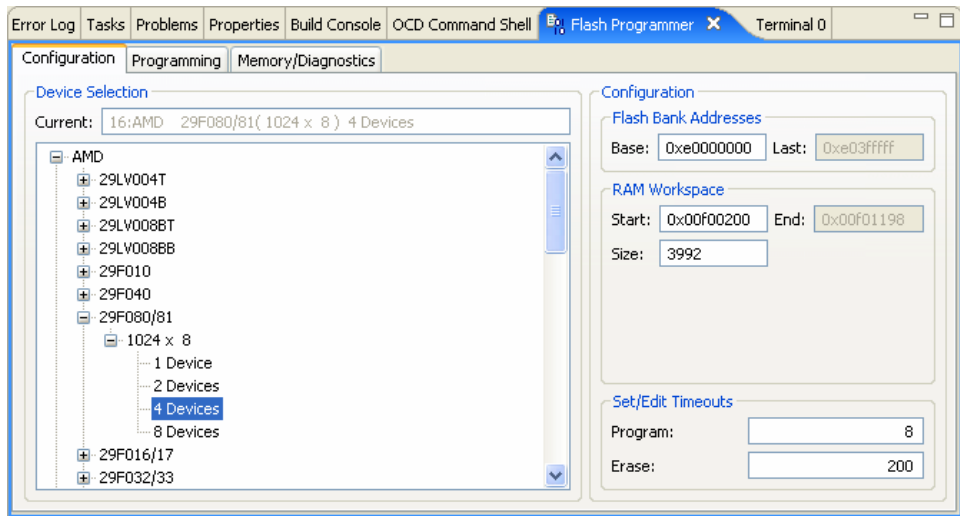 Error Log Tasks Problems Properties Build Console OCD Command Shell Flash Programmer Terminal 0
Configuration Programming Memory/Diagnostics
Device Selection
Current: 16:AMD 29F080/81( 1024 x 8 ) 4 Devices
AMD
29LV004T
29LV004B
29LV008BT
29LV008BB
29F010
29F040
29F080/81
1024 x 8
1 Device
2 Devices
4 Devices
8 Devices
29F016/17
29F032/33
Configuration
Flash Bank Addresses
Base: 0xe0000000 Last: 0xe03fffff
RAM Workspace
Start: 0x00f00200 End: 0x00f01198
Size: 3992
Set/Edit Timeouts
Program: 8
Erase: 200